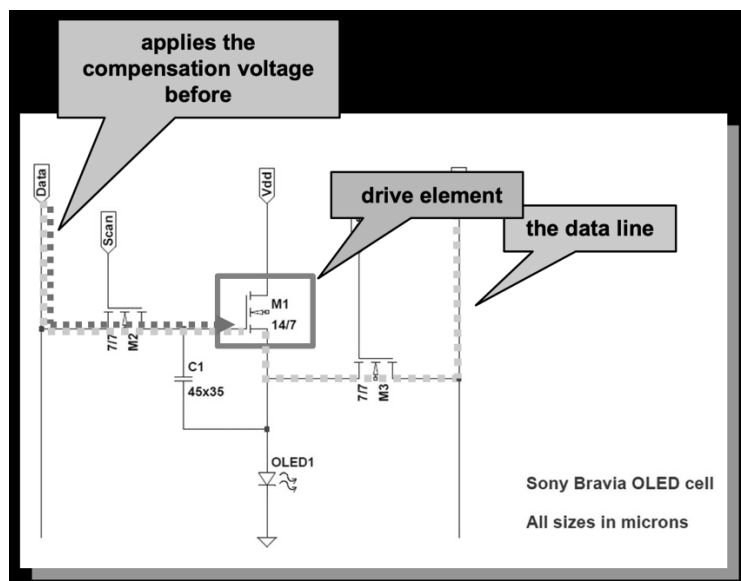 applies the
compensation voltage
before
Data
Vdd
drive element
the data line
Scan
M1
14/7
7/7
M2
C1
45x35
7/7
M3
OLED1
Sony Bravia OLED cell
All sizes in microns